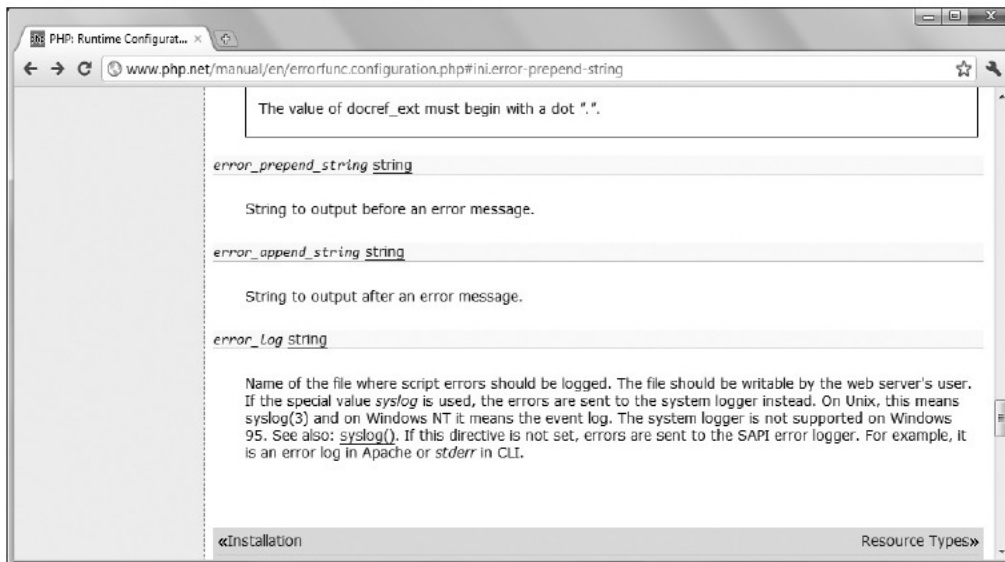 PHP: Runtime Configurat...
www.php.net/manual/en/errorfunc.configuration.php#ini.error-prepend-string
The value of docref_ext must begin with a dot ".".
error_prepend_string string
String to output before an error message.
error_append_string string
String to output after an error message.
error_log string
Name of the file where script errors should be logged. The file should be writable by the web server's user.
If the special value syslog is used, the errors are sent to the system logger instead. On Unix, this means
syslog(3) and on Windows NT it means the event log. The system logger is not supported on Windows
95. See also: syslog(). If this directive is not set, errors are sent to the SAPI error logger. For example, it
is an error log in Apache or stderr in CLI.
«Installation
Resource Types»